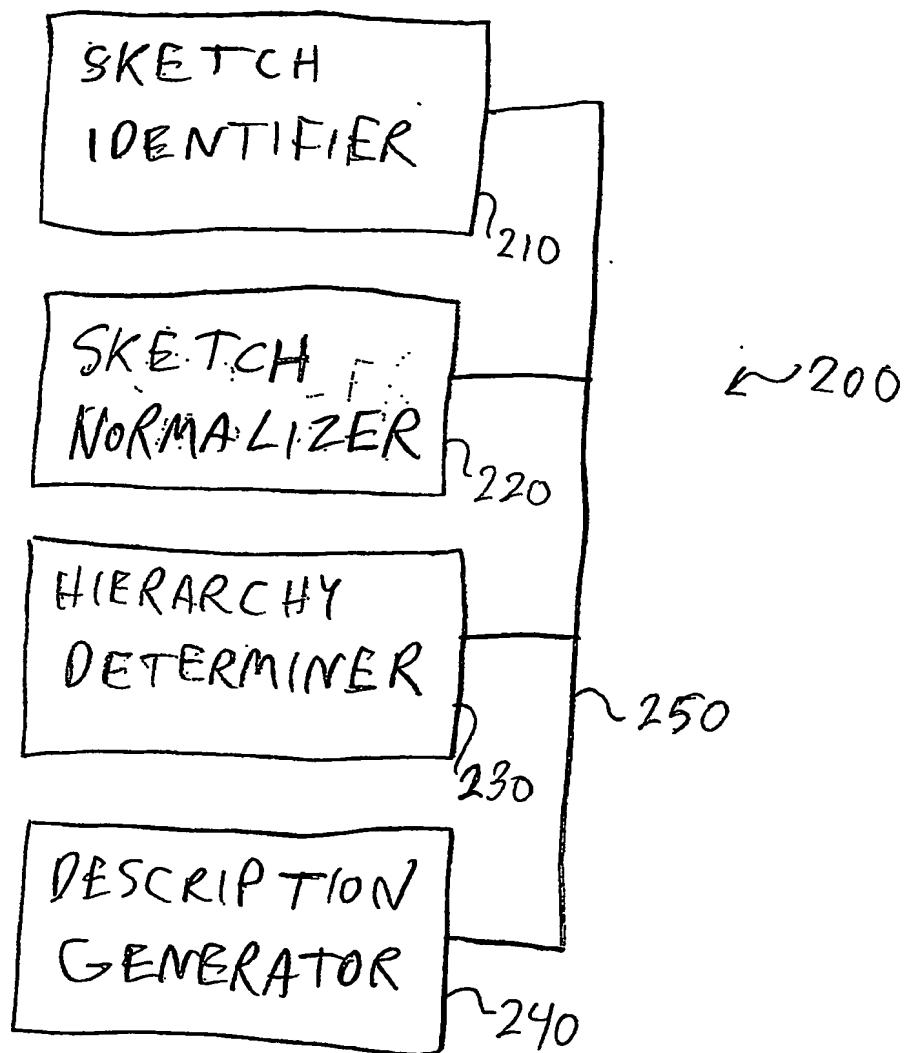 SKETCH
IDENTIFIER
210
SKETCH
NORMALIZER
220
200
HIERARCHY
DETERMINER
230
250
DESCRIPTION
GENERATOR
240